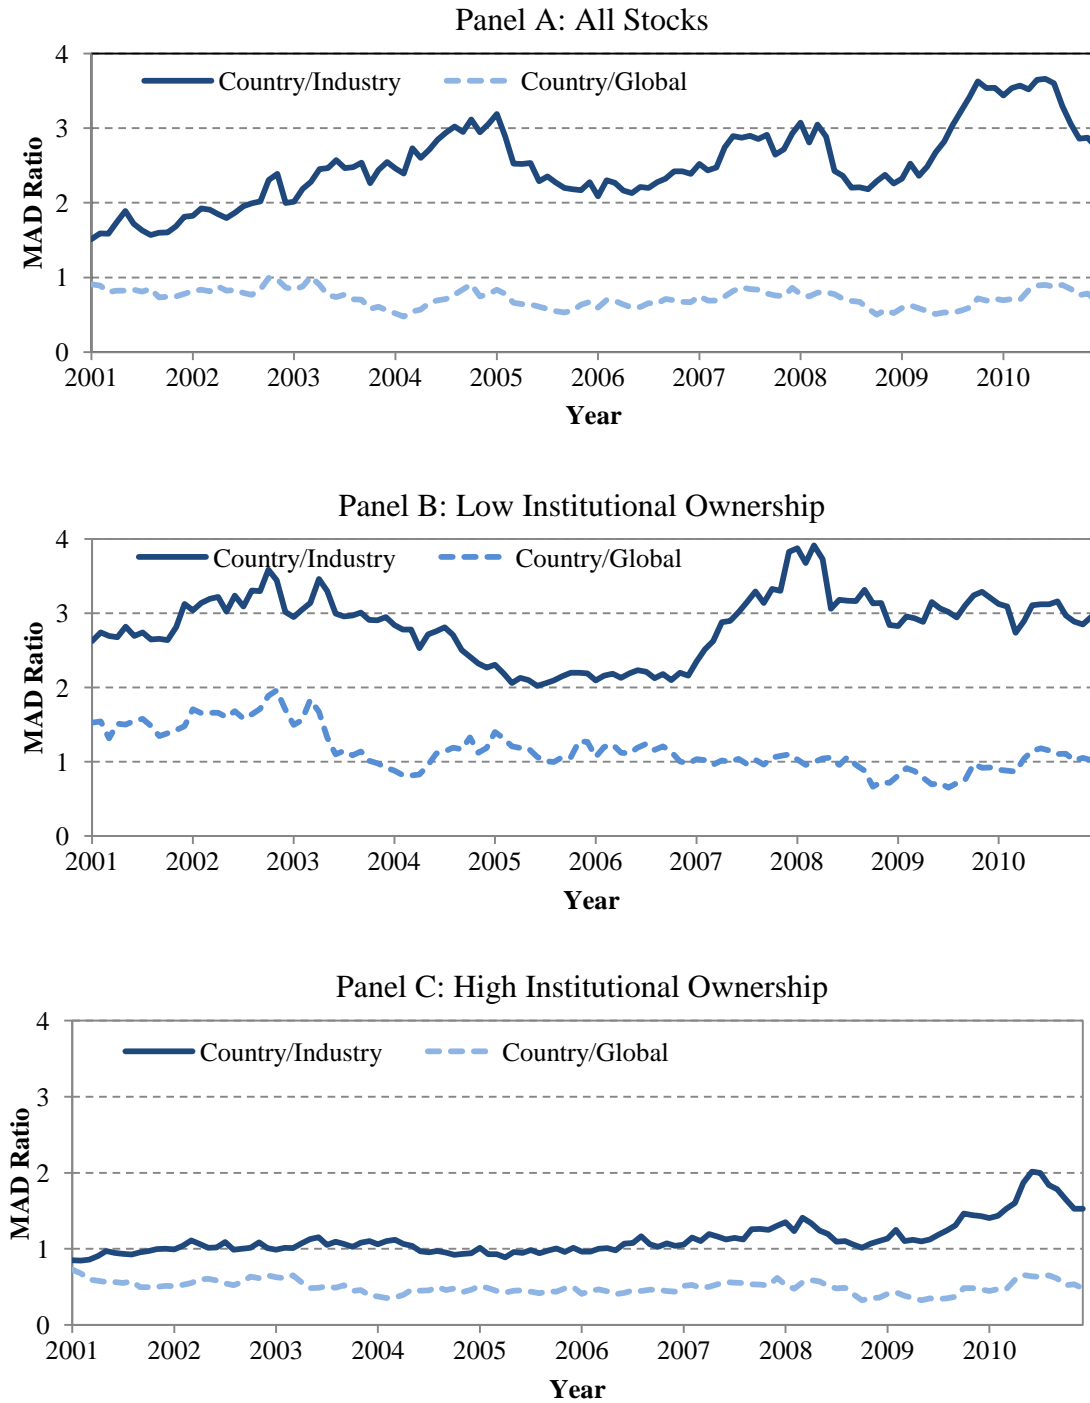 Panel A: All Stocks
4
Country/Industry Country/Global
3
MAD Ratio
2
1
0
2001 2002 2003 2004 2005 2006 2007 2008 2009 2010
Year
Panel B: Low Institutional Ownership
4
Country/Industry Country/Global
3
MAD Ratio
2
1
0
2001 2002 2003 2004 2005 2006 2007 2008 2009 2010
Year
Panel C: High Institutional Ownership
4
Country/Industry Country/Global
3
MAD Ratio
2
1
0
2001 2002 2003 2004 2005 2006 2007 2008 2009 2010
Year